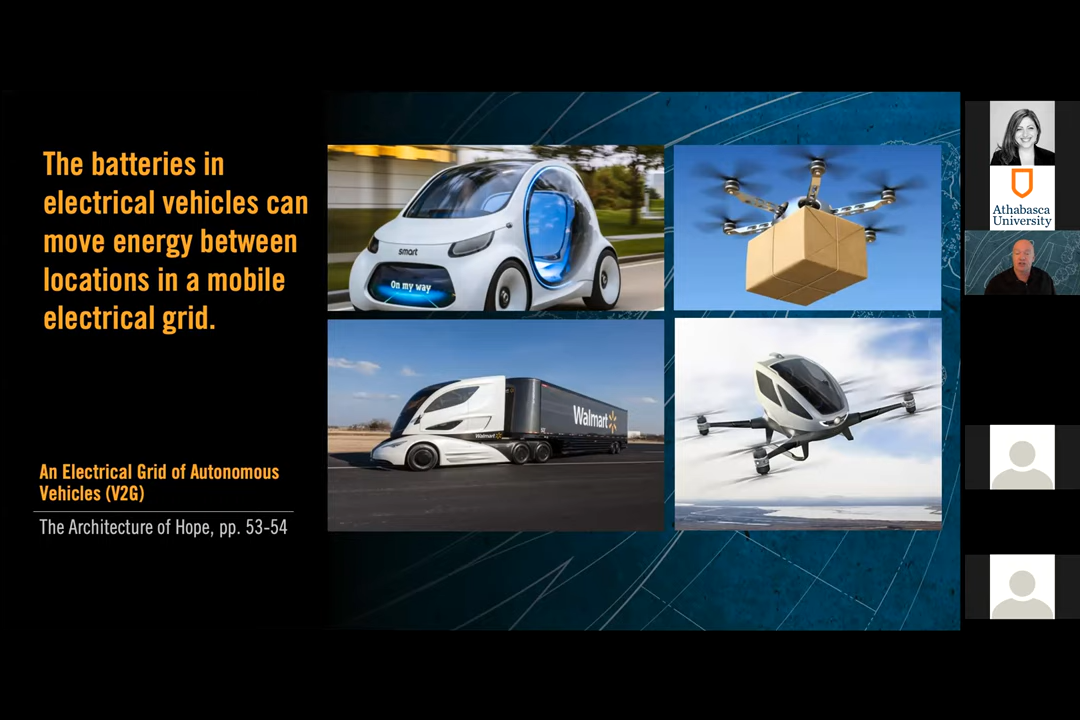 The batteries in
electrical vehicles can
move energy between
locations in a mobile
electrical grid.
An Electrical Grid of Autonomous
Vehicles (V2G)
The Architecture of Hope, pp. 53-54
smart
On my way
Walmart
Walmart
Athabasca
University